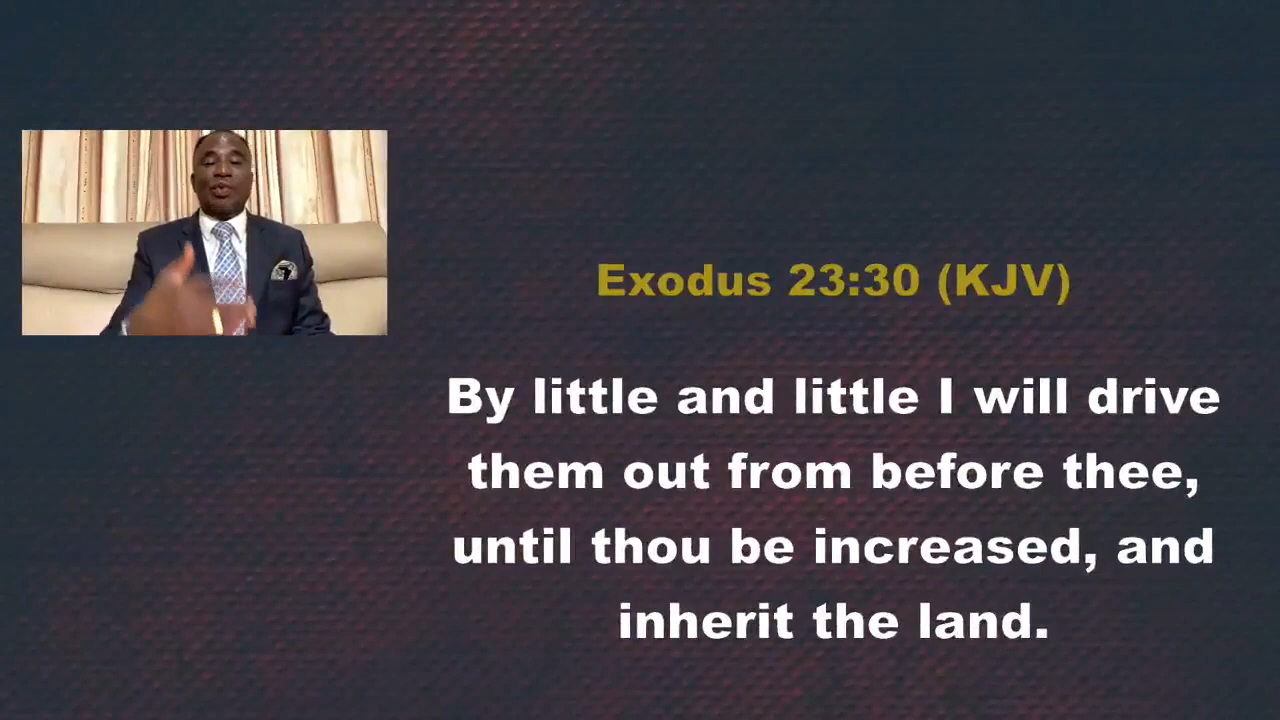 Exodus 23:30 (KJV)
By little and little I will drive
them out from before thee,
until thou be increased, and
inherit the land.